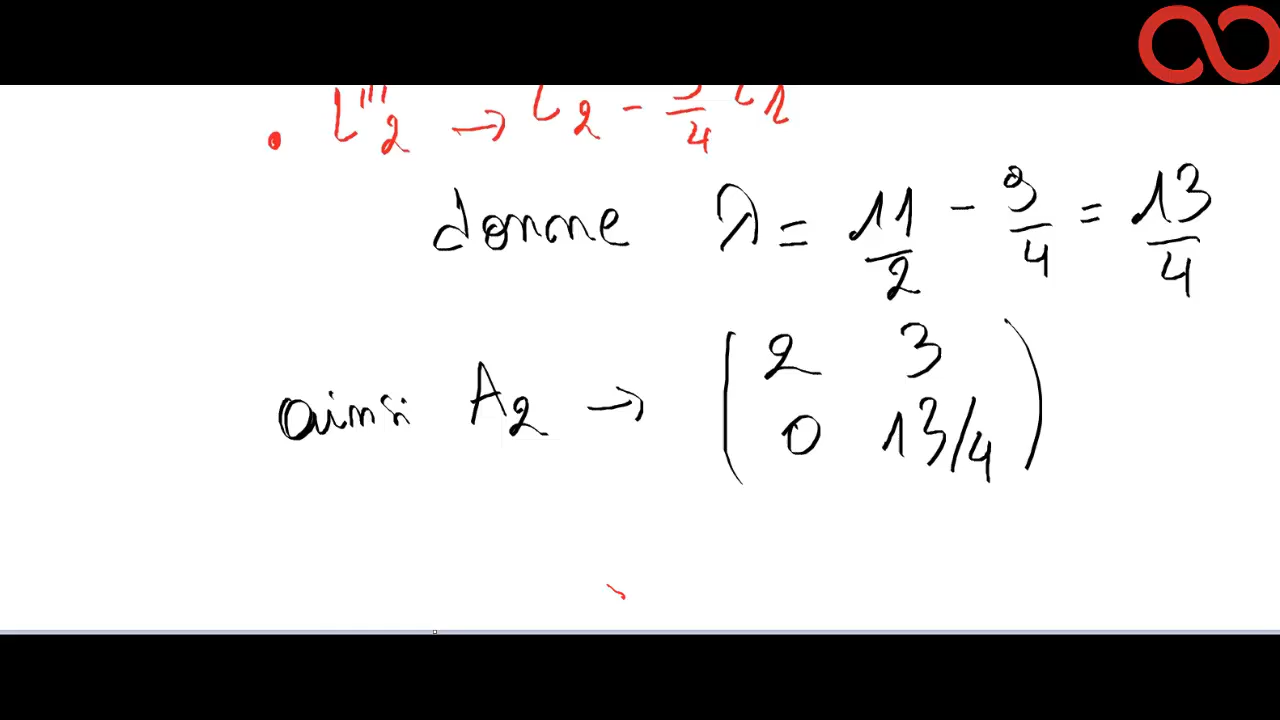 • L'''2 → L2 - 3/4 L1
donne λ = 11/2 - 9/4 = 13/4
ainsi A2 → ( 2 3
0 13/4 )